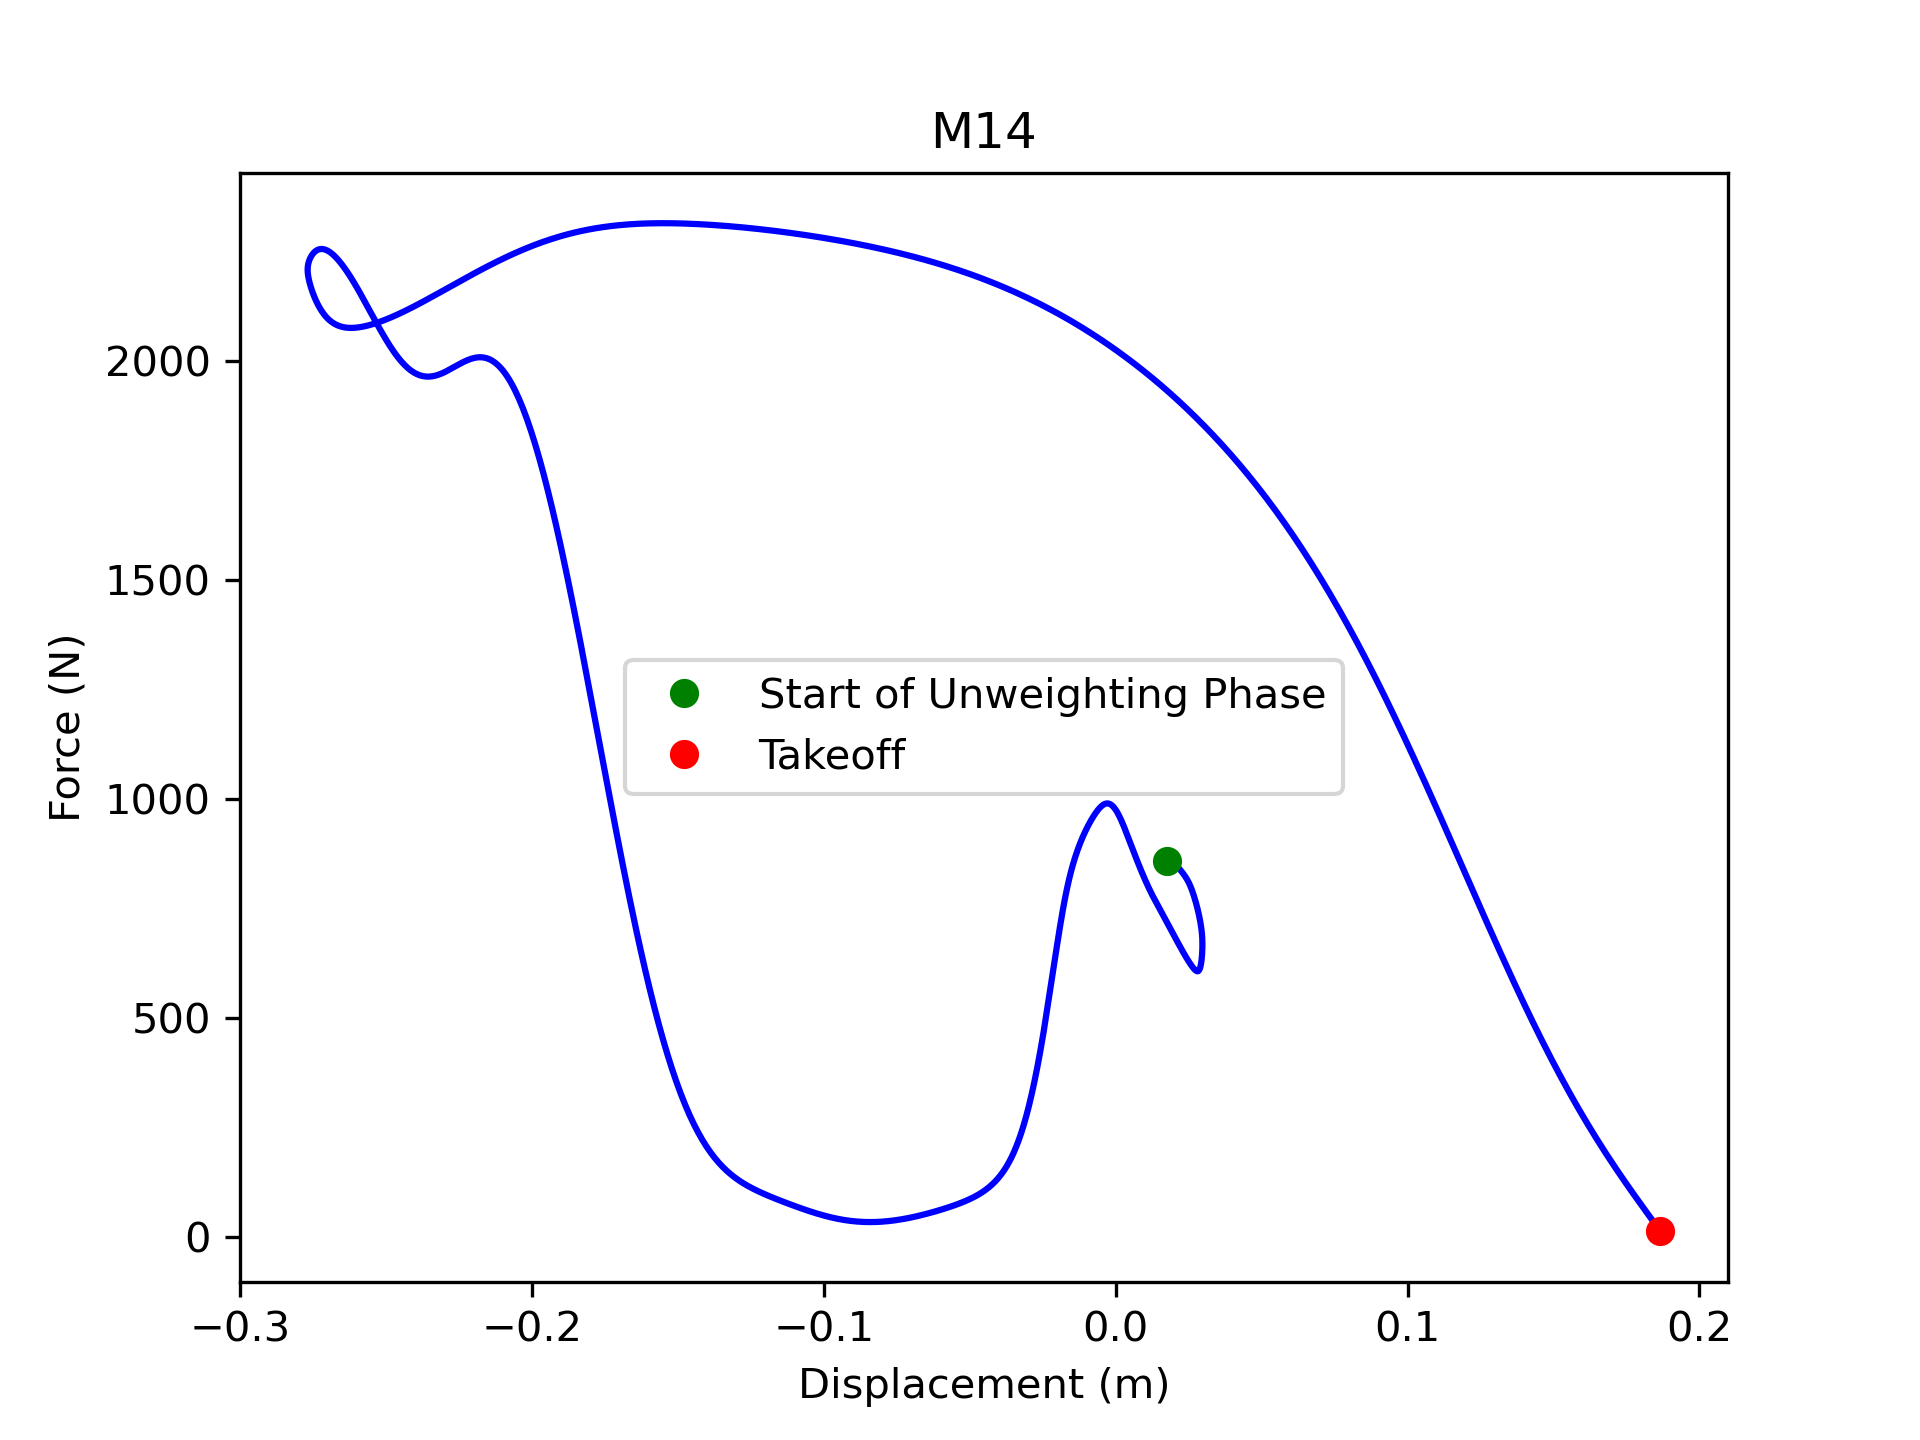 M14
Force (N)
2000
1500
1000
500
0
Start of Unweighting Phase
Takeoff
−0.3 −0.2 −0.1 0.0 0.1 0.2
Displacement (m)